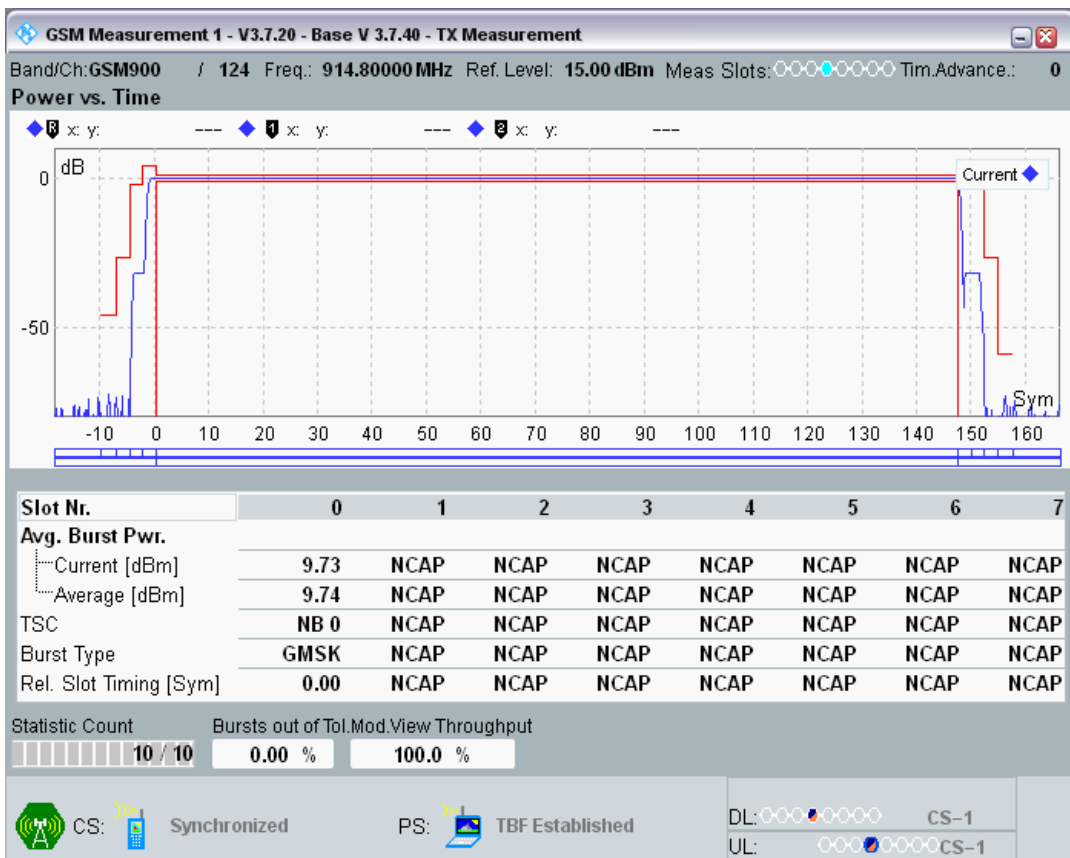 GSM Measurement 1 - V3.7.20 - Base V 3.7.40 - TX Measurement
Band/Ch:GSM900 / 124 Freq.: 914.80000 MHz Ref. Level: 15.00 dBm Meas Slots: Tim.Advance.: 0
Power vs. Time
R x: y: --- 1 x: y: --- 2 x: y: ---
dB
Current
0
-50
Sym
-10 0 10 20 30 40 50 60 70 80 90 100 110 120 130 140 150 160
Slot Nr. 0 1 2 3 4 5 6 7
Avg. Burst Pwr.
Current [dBm] 9.73 NCAP NCAP NCAP NCAP NCAP NCAP NCAP
Average [dBm] 9.74 NCAP NCAP NCAP NCAP NCAP NCAP NCAP
TSC NB 0 NCAP NCAP NCAP NCAP NCAP NCAP NCAP
Burst Type GMSK NCAP NCAP NCAP NCAP NCAP NCAP NCAP
Rel. Slot Timing [Sym] 0.00 NCAP NCAP NCAP NCAP NCAP NCAP NCAP
Statistic Count Bursts out of Tol.Mod.View Throughput
10 / 10 0.00 % 100.0 %
CS: Synchronized PS: TBF Established DL: CS-1
UL: CS-1